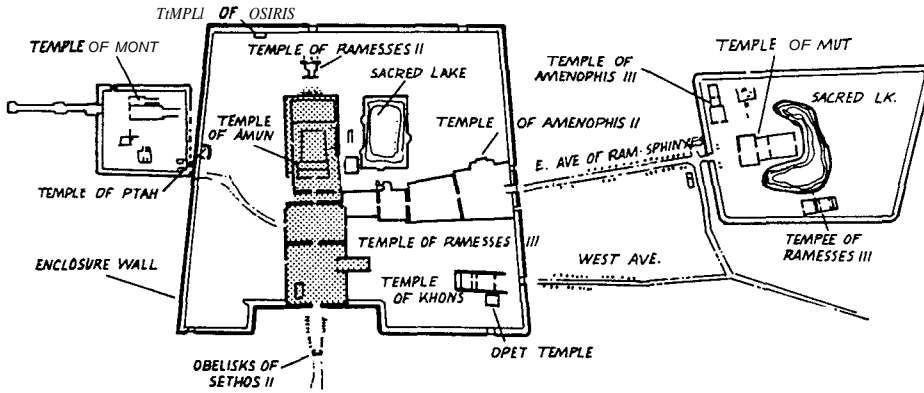 TtMPLl OF OSIRIS
TEMPLE OF MONT
TEMPLE OF RAMESSES II
SACRED LAKE
TEMPLE
OF AMUN
TEMPLE OF AMENOPHIS II
TEMPLE OF PTAH
ENCLOSURE WALL
TEMPLE OF RAMESSES III
TEMPLE
OF KHONS
OPET TEMPLE
OBELISKS OF
SETHOS II
E. AVE OF RAM. SPHINX
WEST AVE.
TEMPLE OF
AMENOPHIS III
TEMPLE OF MUT
SACRED LK.
TEMPEE OF
RAMESSES III